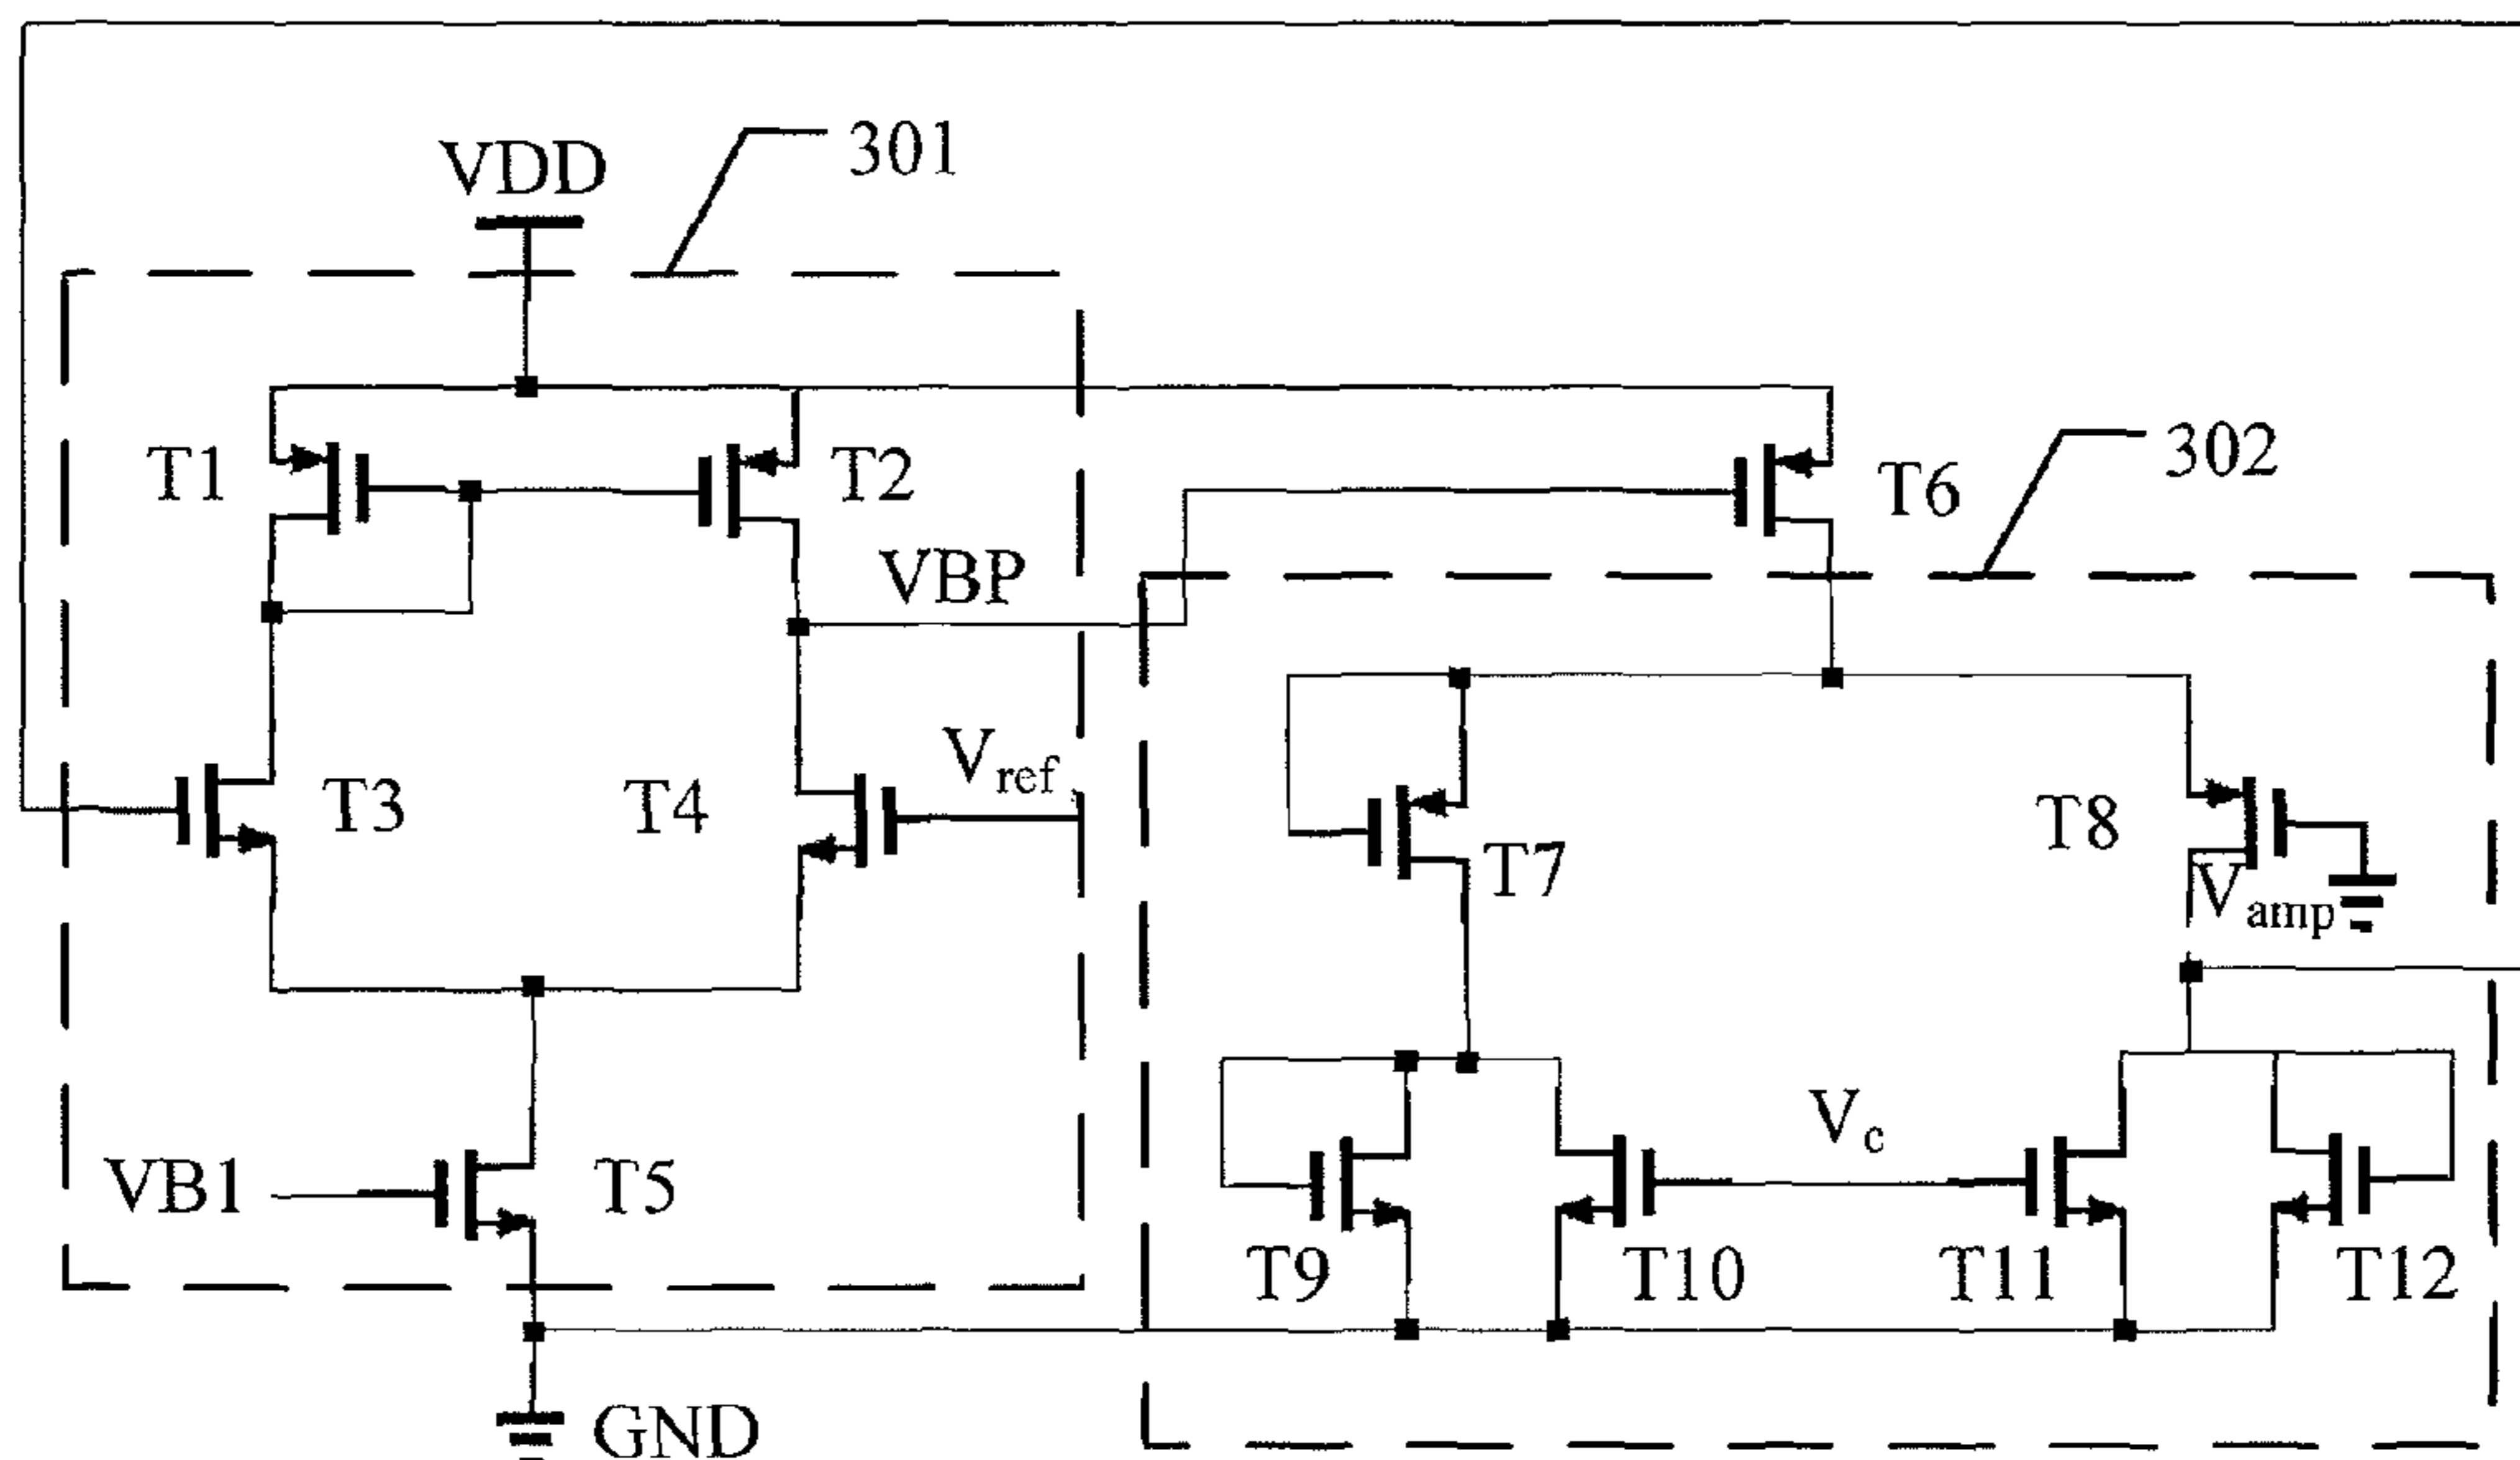 301
VDD
302
T1
T2
T6
VBP
Vref
T3
T4
T8
T7
Vamp
Vc
VB1
T5
T9
T10
T11
T12
GND